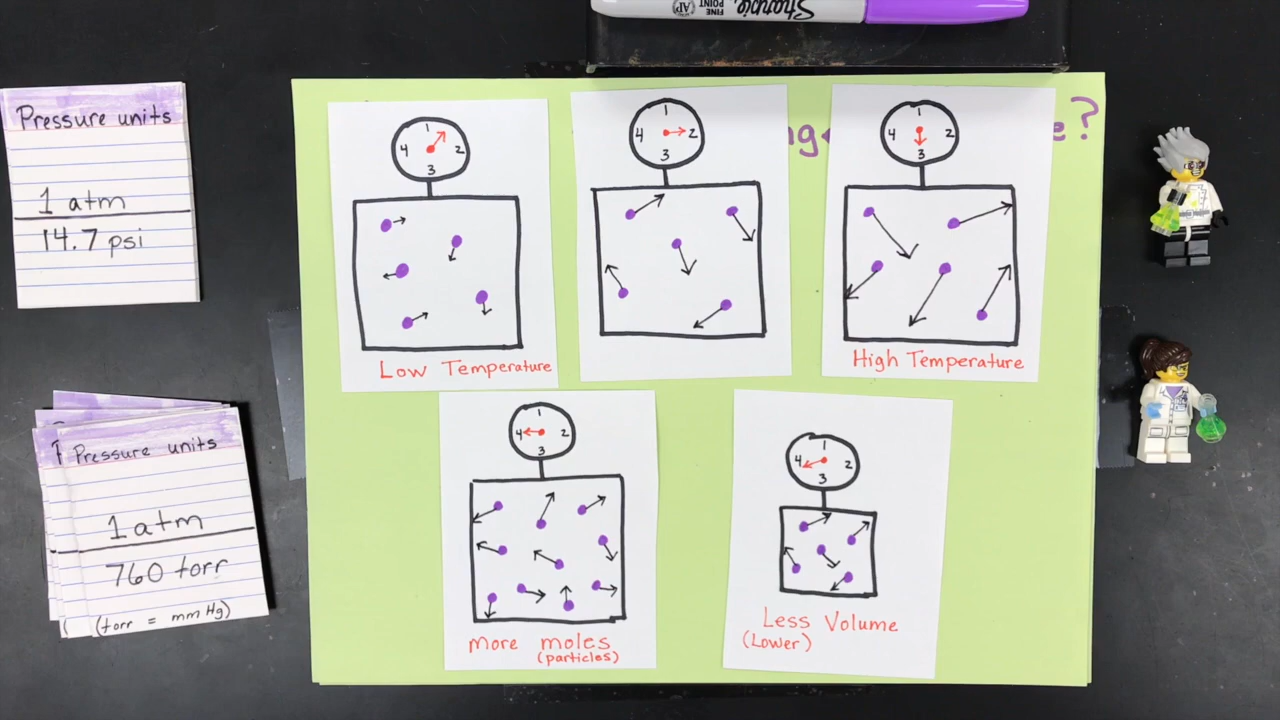 Sharpie
FINE
POINT
AP
Pressure units
1 atm
14.7 psi
Pressure units
1 atm
760 torr
(torr = mm Hg)
?
1
2
3
4
Low Temperature
1
2
3
4
1
2
3
4
High Temperature
1
2
3
4
More moles
(particles)
1
2
3
4
Less Volume
(Lower)